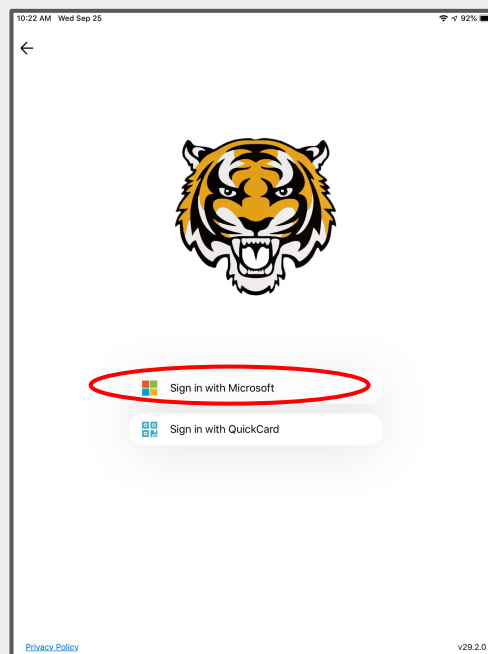 10:22 AM Wed Sep 25 92%
Sign in with Microsoft
Sign in with QuickCard
Privacy Policy v29.2.0